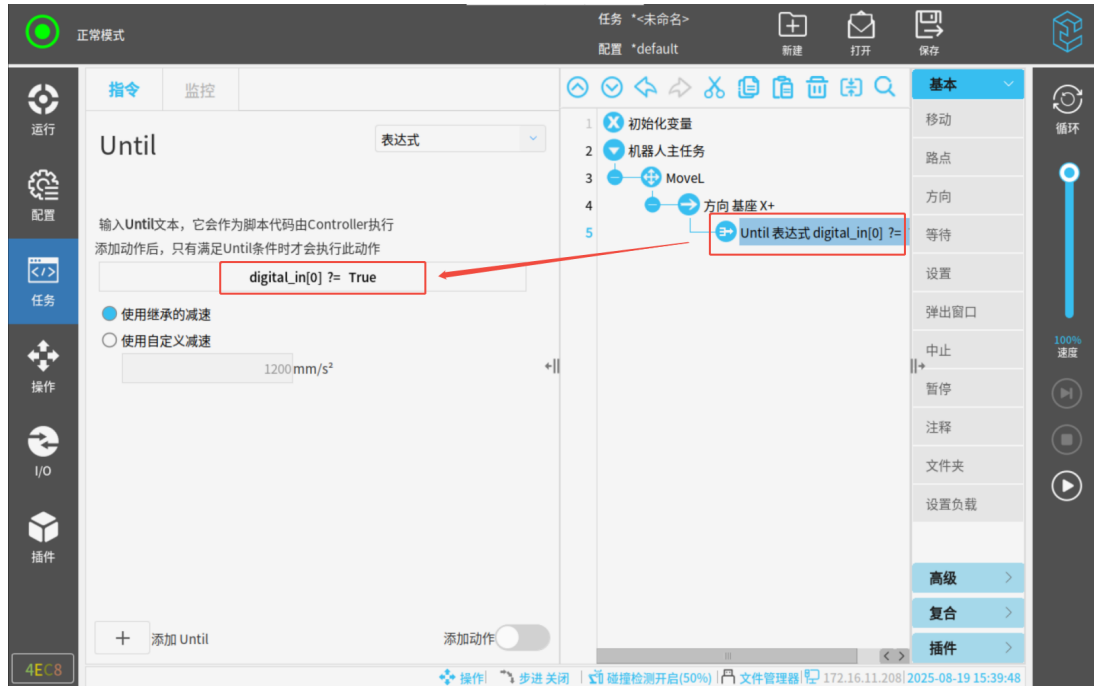 正常模式
任务 *<未命名>
配置 *default
新建
打开
保存
运行
配置
任务
操作
I/O
插件
4EC8
指令
监控
Until
表达式
输入Until文本，它会作为脚本代码由Controller执行
添加动作后，只有满足Until条件时才会执行此动作
digital_in[0] ?= True
使用继承的减速
使用自定义减速
1200 mm/s²
添加 Until
添加动作
1 初始化变量
2 机器人主任务
3 MoveL
4 方向 基座 X+
5 Until 表达式 digital_in[0] ?=
基本
移动
路点
方向
等待
设置
弹出窗口
中止
暂停
注释
文件夹
设置负载
高级
复合
插件
循环
100%
速度
操作 步进 关闭 碰撞检测开启(50%) 文件管理器 172.16.11.208 2025-08-19 15:39:48